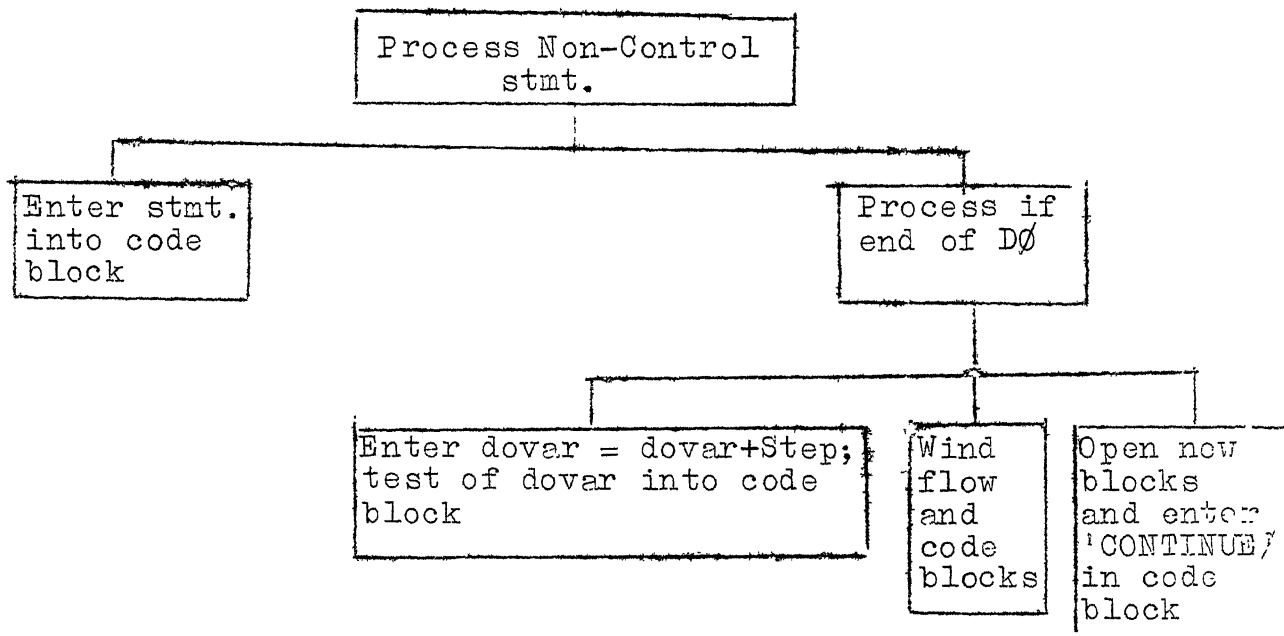 Process Non-Control
stmt.
Enter stmt.
into code
block
Process if
end of DØ
Enter dovar = dovar+Step;
test of dovar into code
block
Wind
flow
and
code
blocks
Open new
blocks
and enter
'CONTINUE'
in code
block